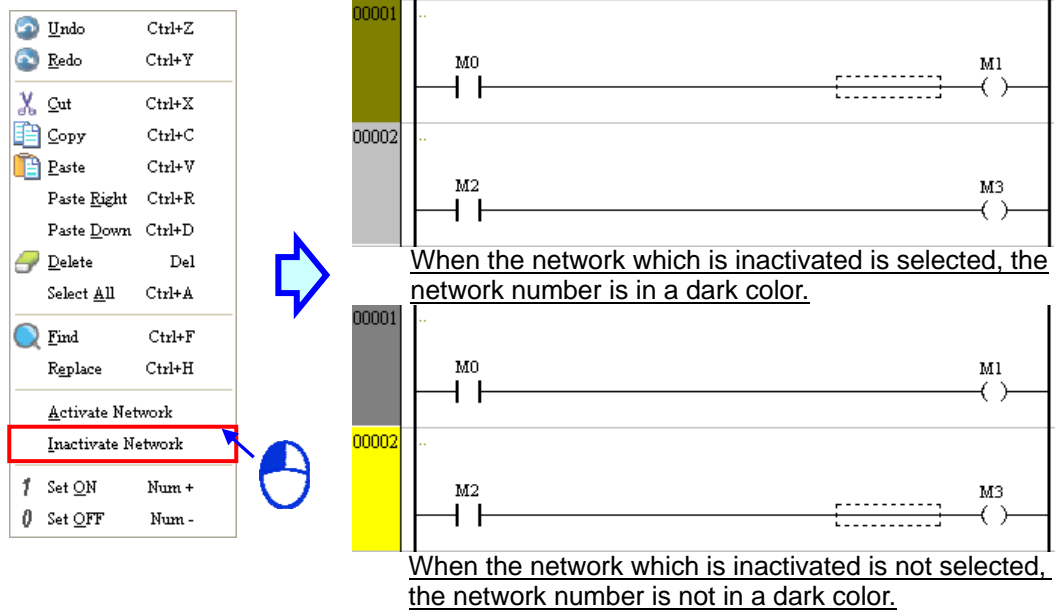 Undo Ctrl+Z
Redo Ctrl+Y
Cut Ctrl+X
Copy Ctrl+C
Paste Ctrl+V
Paste Right Ctrl+R
Paste Down Ctrl+D
Delete Del
Select All Ctrl+A
Find Ctrl+F
Replace Ctrl+H
Activate Network
Inactivate Network
1 Set ON Num +
0 Set OFF Num -
00001
..
M0 M1
( )
00002
..
M2 M3
( )
When the network which is inactivated is selected, the
network number is in a dark color.
00001
..
M0 M1
( )
00002
..
M2 M3
( )
When the network which is inactivated is not selected,
the network number is not in a dark color.